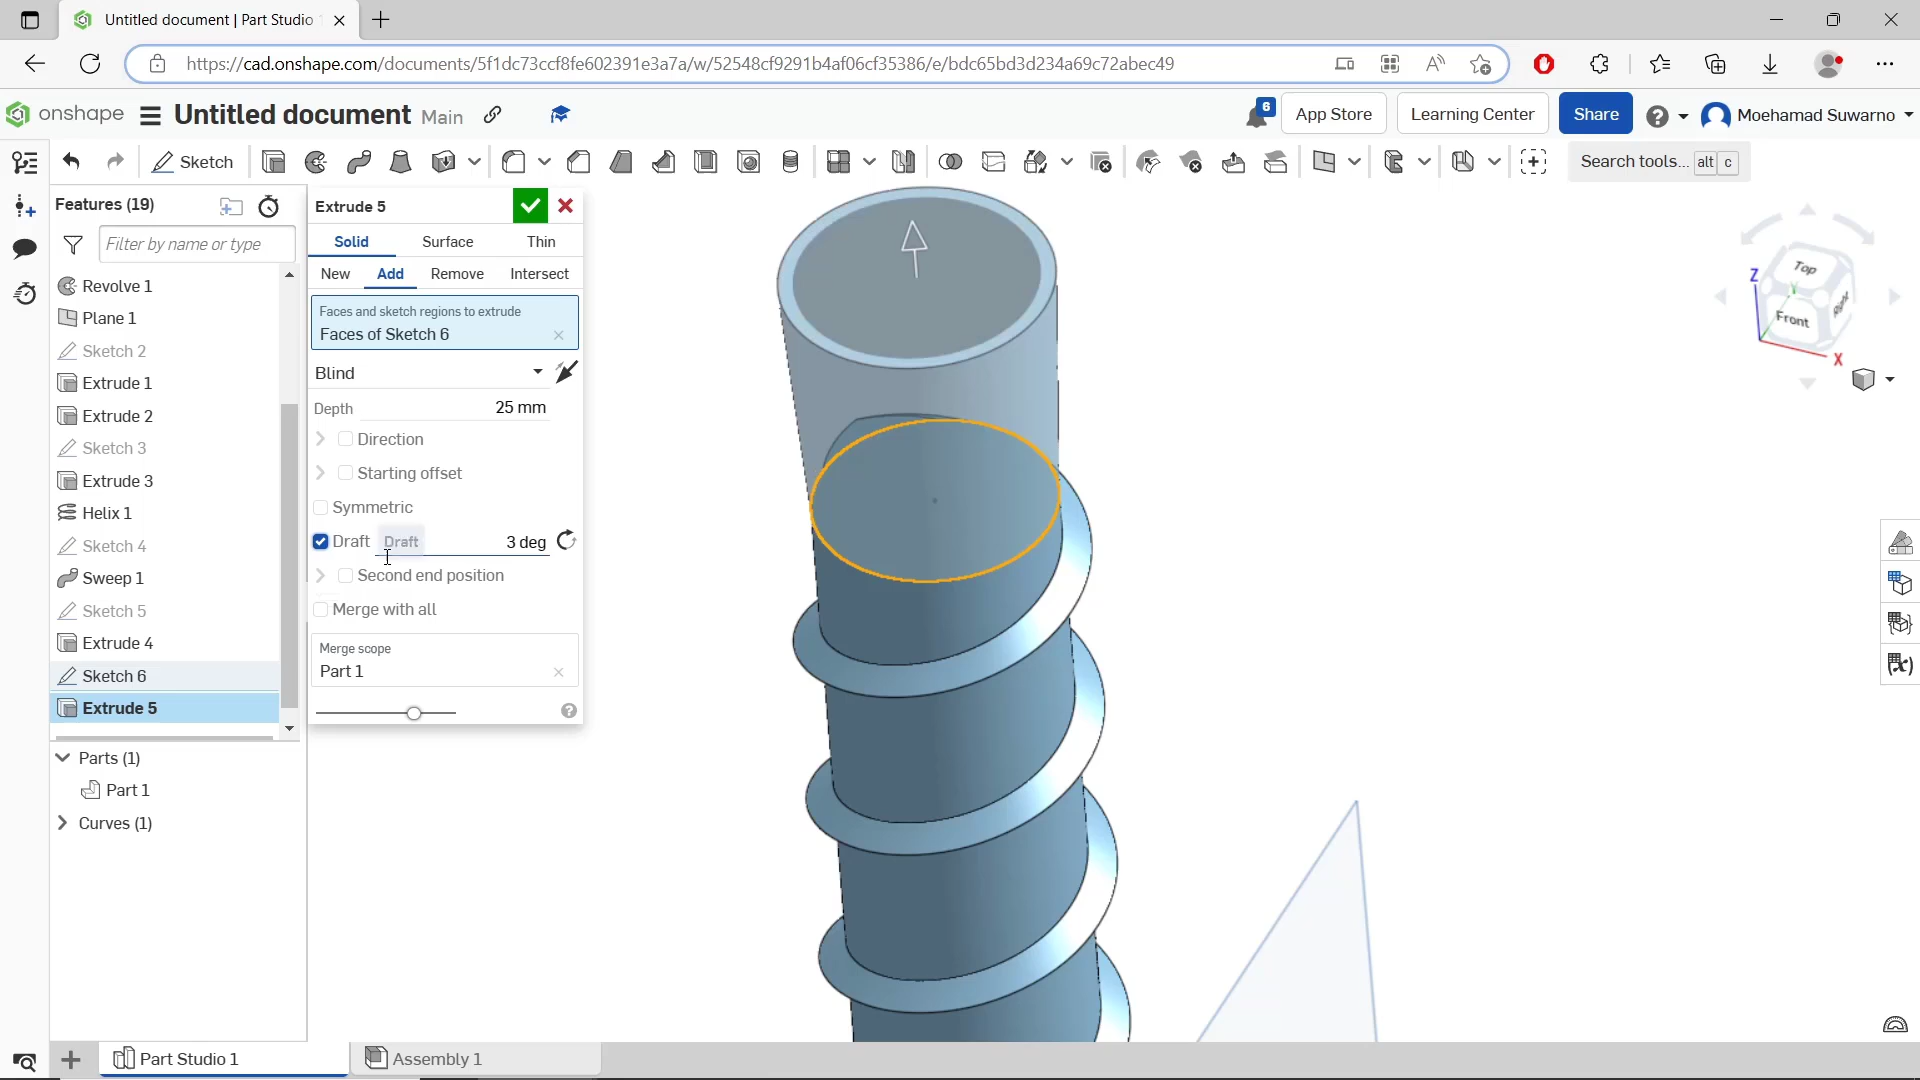 Untitled document | Part Studio
https://cad.onshape.com/documents/5f1dc73ccf8fe602391e3a7a/w/52548cf9291b4af06cf35386/e/bdc65bd3d234a69c72abec49
onshape
Untitled document
Main
6
App Store
Learning Center
Share
Moehamad Suwarno
Sketch
Search tools...
alt
c
Features (19)
Filter by name or type
Revolve 1
Plane 1
Sketch 2
Extrude 1
Extrude 2
Sketch 3
Extrude 3
Helix 1
Sketch 4
Sweep 1
Sketch 5
Extrude 4
Sketch 6
Extrude 5
Parts (1)
Part 1
Curves (1)
Extrude 5
Solid
Surface
Thin
New
Add
Remove
Intersect
Faces and sketch regions to extrude
Faces of Sketch 6
Blind
Depth
25 mm
Direction
Starting offset
Symmetric
Draft
Draft
3 deg
Second end position
Merge with all
Merge scope
Part 1
Top
Front
Right
Z
Y
X
Part Studio 1
Assembly 1